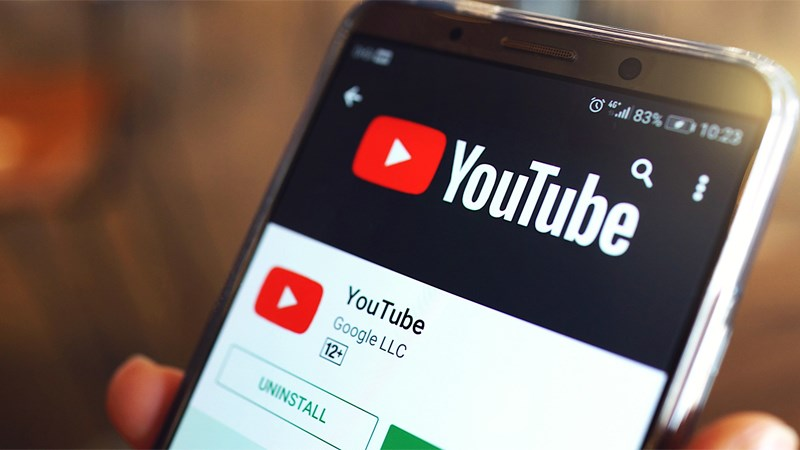 4G 83% 10:23
YouTube
YouTube
Google LLC
12+
UNINSTALL